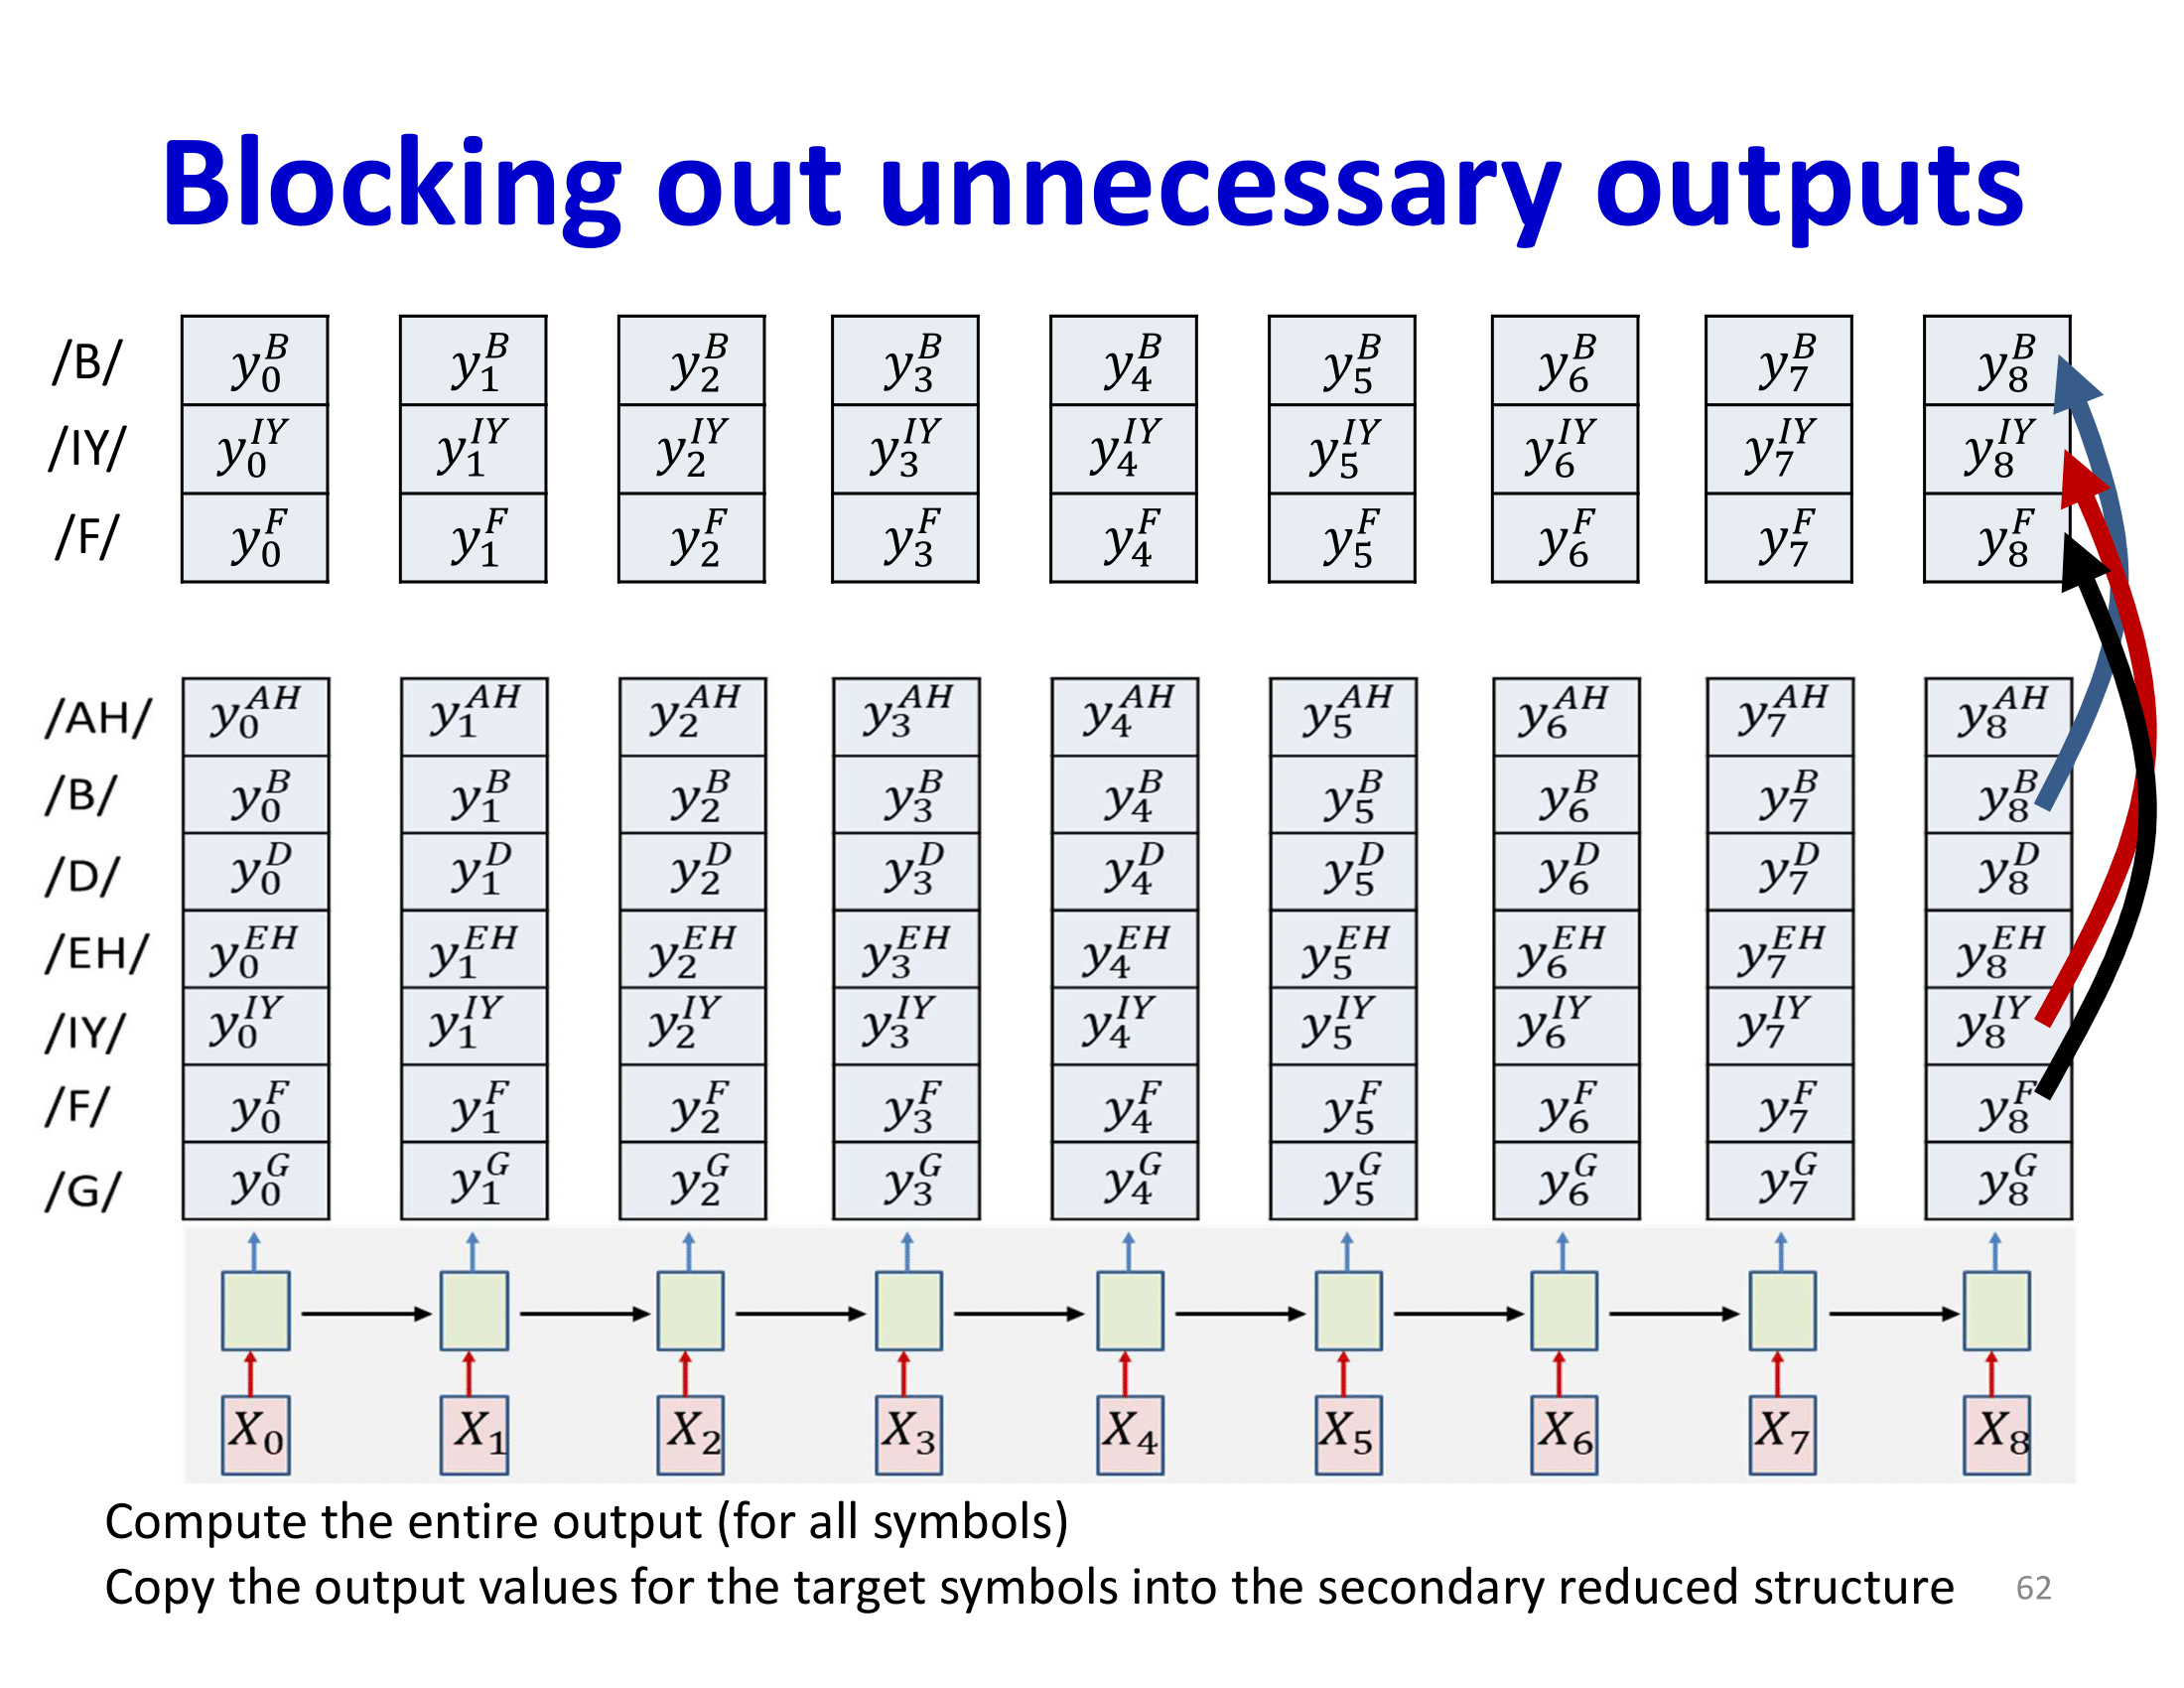 Blocking out unnecessary outputs
/B/ y_0^B y_1^B y_2^B y_3^B y_4^B y_5^B y_6^B y_7^B y_8^B
/IY/ y_0^{IY} y_1^{IY} y_2^{IY} y_3^{IY} y_4^{IY} y_5^{IY} y_6^{IY} y_7^{IY} y_8^{IY}
/F/ y_0^F y_1^F y_2^F y_3^F y_4^F y_5^F y_6^F y_7^F y_8^F
/AH/ y_0^{AH} y_1^{AH} y_2^{AH} y_3^{AH} y_4^{AH} y_5^{AH} y_6^{AH} y_7^{AH} y_8^{AH}
/B/ y_0^B y_1^B y_2^B y_3^B y_4^B y_5^B y_6^B y_7^B y_8^B
/D/ y_0^D y_1^D y_2^D y_3^D y_4^D y_5^D y_6^D y_7^D y_8^D
/EH/ y_0^{EH} y_1^{EH} y_2^{EH} y_3^{EH} y_4^{EH} y_5^{EH} y_6^{EH} y_7^{EH} y_8^{EH}
/IY/ y_0^{IY} y_1^{IY} y_2^{IY} y_3^{IY} y_4^{IY} y_5^{IY} y_6^{IY} y_7^{IY} y_8^{IY}
/F/ y_0^F y_1^F y_2^F y_3^F y_4^F y_5^F y_6^F y_7^F y_8^F
/G/ y_0^G y_1^G y_2^G y_3^G y_4^G y_5^G y_6^G y_7^G y_8^G
X_0 X_1 X_2 X_3 X_4 X_5 X_6 X_7 X_8
Compute the entire output (for all symbols)
Copy the output values for the target symbols into the secondary reduced structure
62